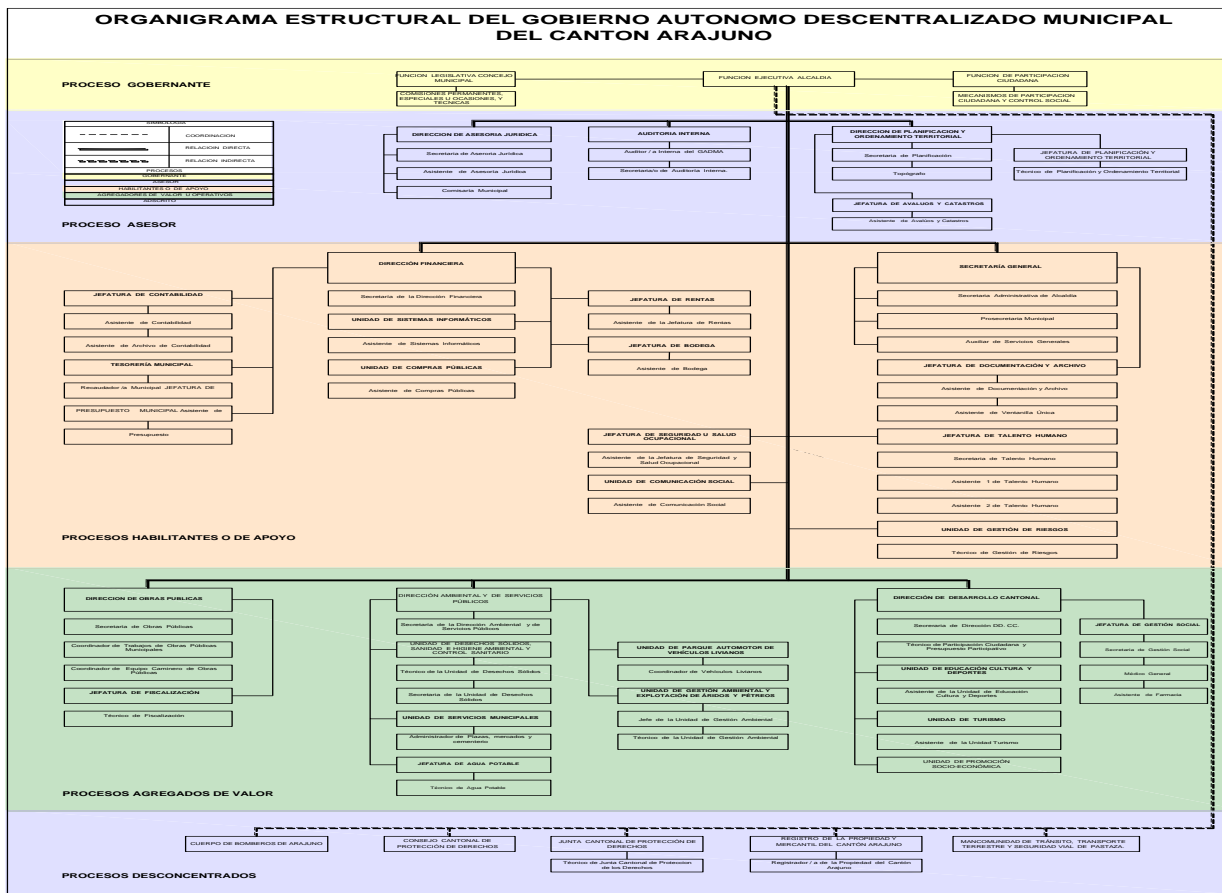 ORGANIGRAMA ESTRUCTURAL DEL GOBIERNO AUTONOMO DESCENTRALIZADO MUNICIPAL
DEL CANTON ARAJUNO
PROCESO GOBERNANTE
FUNCION LEGISLATIVA CONCEJO
MUNICIPAL
COMISIONES PERMANENTES,
ESPECIALES U OCASIONES, Y
TECNICAS
FUNCION EJECUTIVA ALCALDIA
FUNCION DE PARTICIPACION
CIUDADANA
MECANISMOS DE PARTICIPACION
CIUDADANA Y CONTROL SOCIAL
SIMBOLOGIA
COORDINACION
RELACION DIRECTA
RELACION INDIRECTA
PROCESOS
GOBERNANTE
ASESOR
HABILITANTES O DE APOYO
AGREGADORES DE VALOR U OPERATIVOS
ADSCRITO
DIRECCION DE ASESORIA JURIDICA
Secretaria de Asesoria Jurídica
Asistente de Asesoria Juridica
Comisaria Municipal
AUDITORIA INTERNA
Auditor / a Interna del GADMA
Secretaria/o de Auditoria Interna.
DIRECCION DE PLANIFICACION Y
ORDENAMIENTO TERRITORIAL
Secretaria de Planificación
Topógrafo
JEFATURA DE AVALUOS Y CATASTROS
Asistente de Avalúos y Catastros
JEFATURA DE PLANIFICACIÓN Y
ORDENAMIENTO TERRITORIAL
Técnico de Planificación y Ordenamiento Territorial
PROCESO ASESOR
DIRECCIÓN FINANCIERA
Secretaria de la Dirección Financiera
UNIDAD DE SISTEMAS INFORMÁTICOS
Asistente de Sistemas Informáticos
UNIDAD DE COMPRAS PÚBLICAS
Asistente de Compras Públicas
JEFATURA DE CONTABILIDAD
Asistente de Contabilidad
Asistente de Archivo de Contabilidad
TESORERÍA MUNICIPAL
Recaudador /a Municipal JEFATURA DE
PRESUPUESTO MUNICIPAL Asistente de
Presupuesto
JEFATURA DE RENTAS
Asistente de la Jefatura de Rentas
JEFATURA DE BODEGA
Asistente de Bodega
SECRETARÍA GENERAL
Secretaria Administrativa de Alcaldía
Prosecretaria Municipal
Auxiliar de Servicios Generales
JEFATURA DE DOCUMENTACIÓN Y ARCHIVO
Asistente de Documentación y Archivo
Asistente de Ventanilla Única
JEFATURA DE SEGURIDAD U SALUD
OCUPACIONAL
Asistente de la Jefatura de Seguridad y
Salud Ocupacional
UNIDAD DE COMUNICACIÓN SOCIAL
Asistente de Comunicación Social
JEFATURA DE TALENTO HUMANO
Secretaria de Talento Humano
Asistente 1 de Talento Humano
Asistente 2 de Talento Humano
UNIDAD DE GESTIÓN DE RIESGOS
Técnico de Gestión de Riesgos
PROCESOS HABILITANTES O DE APOYO
DIRECCION DE OBRAS PUBLICAS
Secretaria de Obras Públicas
Coordinador de Trabajos de Obras Públicas
Municipales
Coordinador de Equipo Caminero de Obras
Públicas
JEFATURA DE FISCALIZACIÓN
Técnico de Fiscalización
DIRECCIÓN AMBIENTAL Y DE SERVICIOS
PÚBLICOS
Secretaria de la Dirección Ambiental y de
Servicios Públicos
UNIDAD DE DESECHOS SÓLIDOS,
SANIDAD E HIGIENE AMBIENTAL Y
CONTROL SANITARIO
Técnico de la Unidad de Desechos Sólidos
Secretaria de la Unidad de Desechos
Sólidos
UNIDAD DE SERVICIOS MUNICIPALES
Administrador de Plazas, mercados y
cementerio
JEFATURA DE AGUA POTABLE
Técnico de Agua Potable
UNIDAD DE PARQUE AUTOMOTOR DE
VEHÍCULOS LIVIANOS
Coordinador de Vehículos Livianos
UNIDAD DE GESTIÓN AMBIENTAL Y
EXPLOTACIÓN DE ÁRIDOS Y PÉTREOS
Jefe de la Unidad de Gestión Ambiental
Técnico de la Unidad de Gestión Ambiental
DIRECCIÓN DE DESARROLLO CANTONAL
Secretaria de Dirección DD. CC.
Técnico de Participación Ciudadana y
Presupuesto Participativo
UNIDAD DE EDUCACIÓN CULTURA Y
DEPORTES
Asistente de la Unidad de Educación
Cultura y Deportes
UNIDAD DE TURISMO
Asistente de la Unidad Turismo
UNIDAD DE PROMOCIÓN
SOCIO-ECONÓMICA
JEFATURA DE GESTIÓN SOCIAL
Secretaria de Gestión Social
Médico General
Asistente de Farmacia
PROCESOS AGREGADOS DE VALOR
CUERPO DE BOMBEROS DE ARAJUNO
CONSEJO CANTONAL DE
PROTECCIÓN DE DERECHOS
JUNTA CANTONAL DE PROTECCIÓN DE
DERECHOS
Técnico de Junta Cantonal de Proteccion
de los Derechos
REGISTRO DE LA PROPIEDAD Y
MERCANTIL DEL CANTÓN ARAJUNO
Registrador / a de la Propiedad del Cantón
Arajuno
MANCOMUNIDAD DE TRÁNSITO, TRANSPORTE
TERRESTRE Y SEGURIDAD VIAL DE PASTAZA.
PROCESOS DESCONCENTRADOS